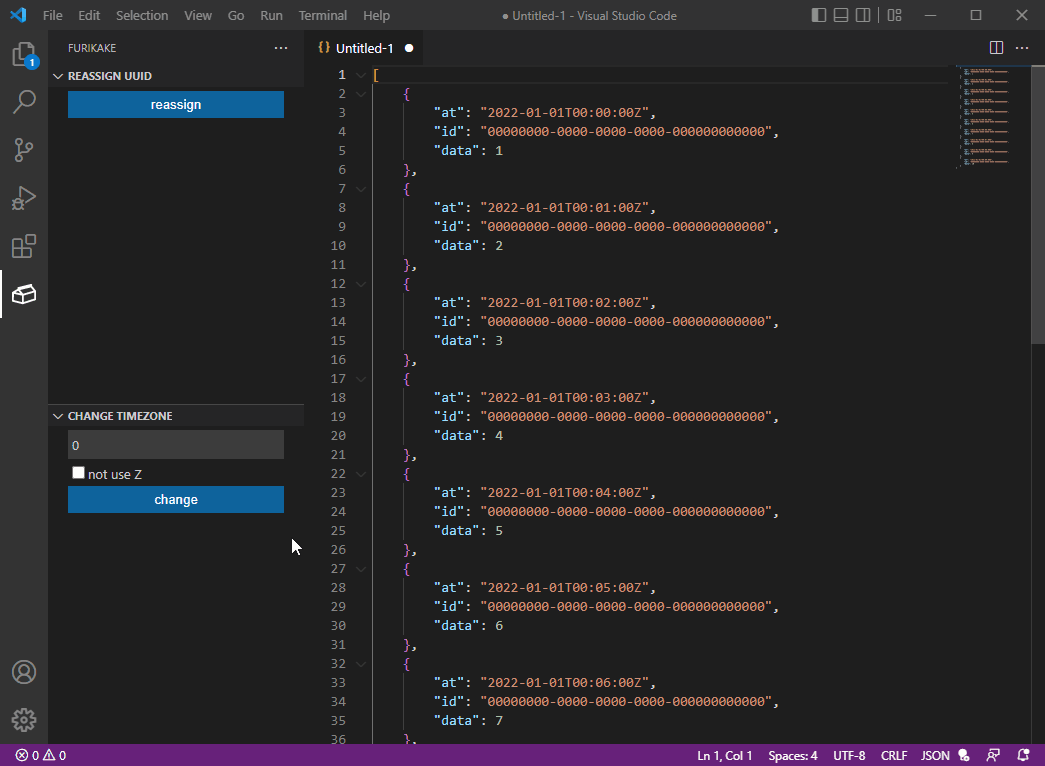 File Edit Selection View Go Run Terminal Help ● Untitled-1 - Visual Studio Code
1
FURIKAKE ...
REASSIGN UUID
reassign
CHANGE TIMEZONE
0
not use Z
change
{} Untitled-1 ●
1 [
2 {
3 "at": "2022-01-01T00:00:00Z",
4 "id": "00000000-0000-0000-0000-000000000000",
5 "data": 1
6 },
7 {
8 "at": "2022-01-01T00:01:00Z",
9 "id": "00000000-0000-0000-0000-000000000000",
10 "data": 2
11 },
12 {
13 "at": "2022-01-01T00:02:00Z",
14 "id": "00000000-0000-0000-0000-000000000000",
15 "data": 3
16 },
17 {
18 "at": "2022-01-01T00:03:00Z",
19 "id": "00000000-0000-0000-0000-000000000000",
20 "data": 4
21 },
22 {
23 "at": "2022-01-01T00:04:00Z",
24 "id": "00000000-0000-0000-0000-000000000000",
25 "data": 5
26 },
27 {
28 "at": "2022-01-01T00:05:00Z",
29 "id": "00000000-0000-0000-0000-000000000000",
30 "data": 6
31 },
32 {
33 "at": "2022-01-01T00:06:00Z",
34 "id": "00000000-0000-0000-0000-000000000000",
35 "data": 7
36 },
0 0 Ln 1, Col 1 Spaces: 4 UTF-8 CRLF JSON